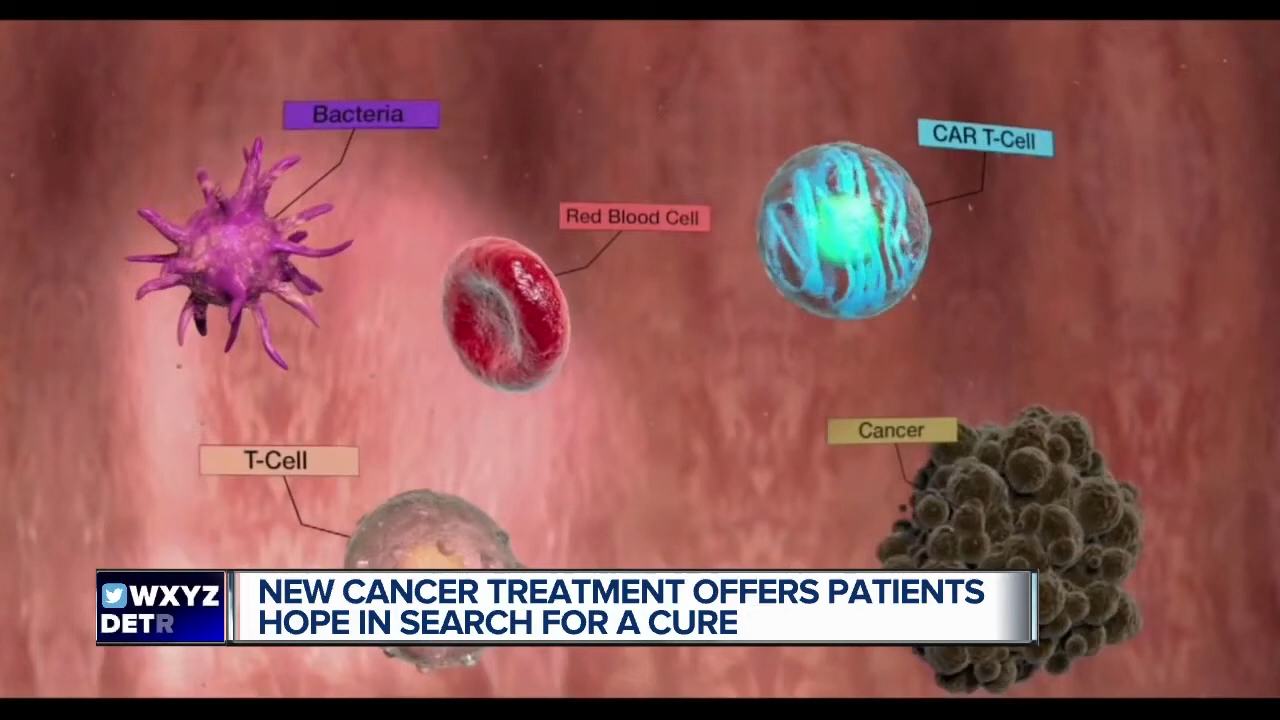 Bacteria
CAR T-Cell
Red Blood Cell
Cancer
T-Cell
WXYZ
DETR
NEW CANCER TREATMENT OFFERS PATIENTS
HOPE IN SEARCH FOR A CURE